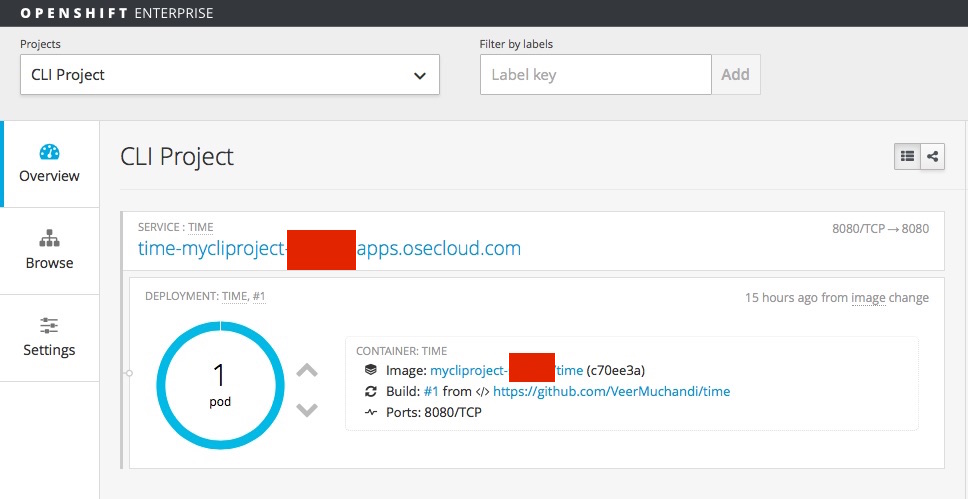 OPENSHIFT ENTERPRISE
Projects
CLI Project
Filter by labels
Label key
Add
Overview
Browse
Settings
CLI Project
SERVICE : TIME
8080/TCP → 8080
time-mycliproject- apps.osecloud.com
DEPLOYMENT: TIME, #1
15 hours ago from image change
1
pod
CONTAINER: TIME
Image: mycliproject- /time (c70ee3a)
Build: #1 from </> https://github.com/VeerMuchandi/time
Ports: 8080/TCP